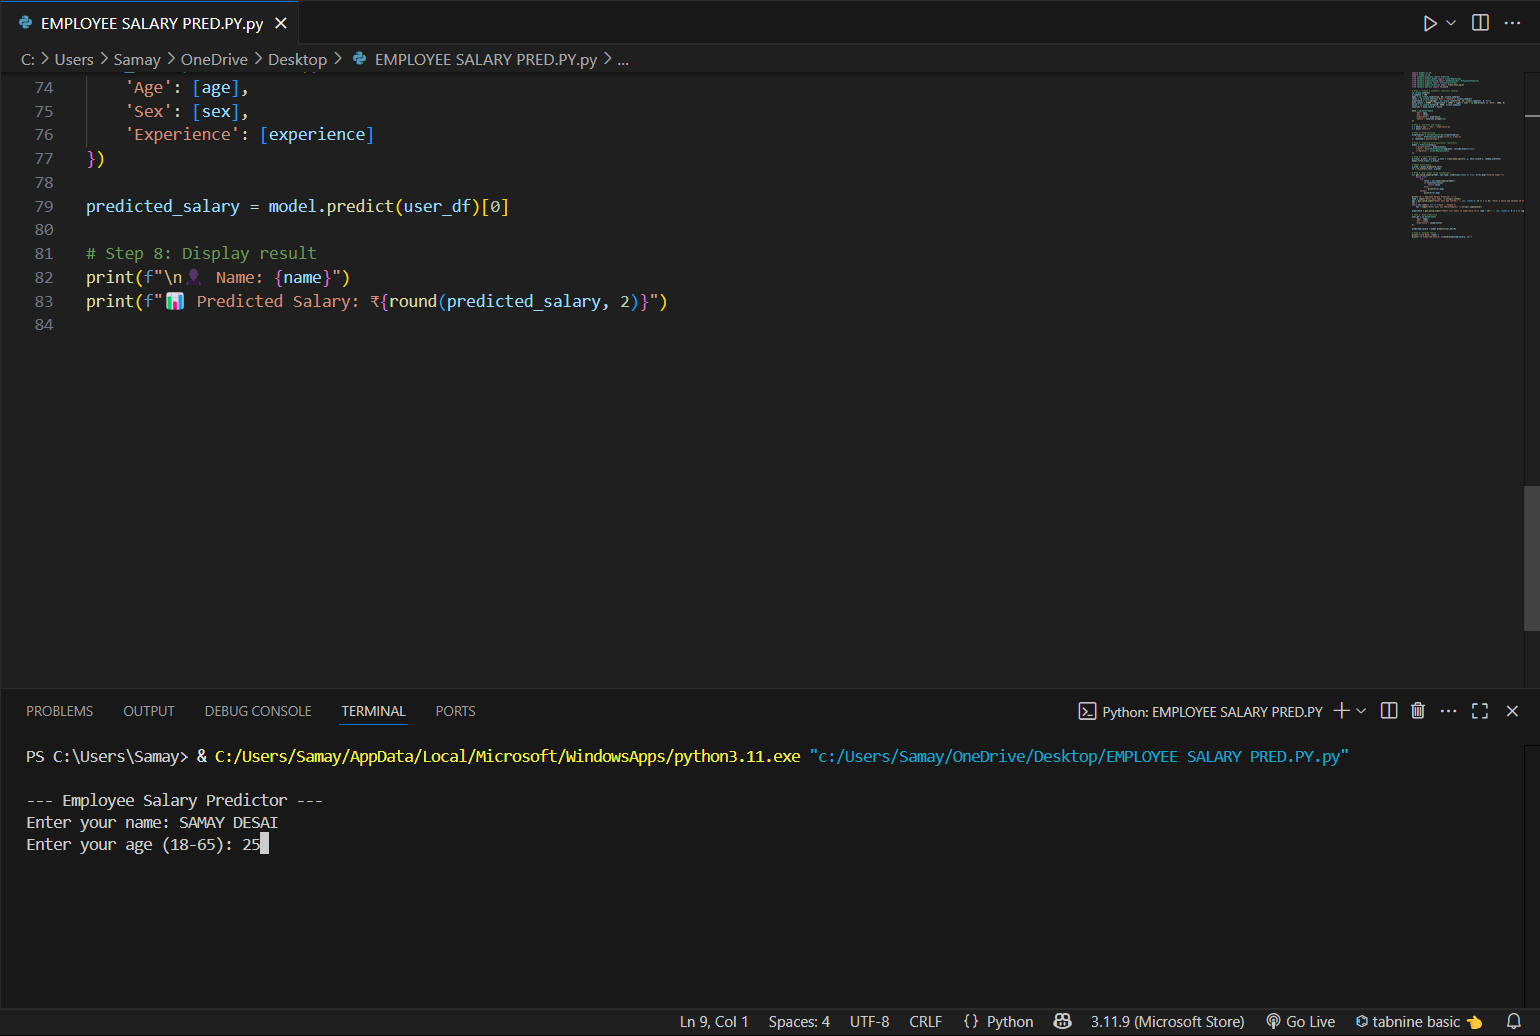 EMPLOYEE SALARY PRED.PY.py
C: > Users > Samay > OneDrive > Desktop > EMPLOYEE SALARY PRED.PY.py > ...
74 'Age': [age],
75 'Sex': [sex],
76 'Experience': [experience]
77 })
78
79 predicted_salary = model.predict(user_df)[0]
80
81 # Step 8: Display result
82 print(f"\n👤 Name: {name}")
83 print(f"📊 Predicted Salary: ₹{round(predicted_salary, 2)}")
84
PROBLEMS OUTPUT DEBUG CONSOLE TERMINAL PORTS Python: EMPLOYEE SALARY PRED.PY
PS C:\Users\Samay> & C:/Users/Samay/AppData/Local/Microsoft/WindowsApps/python3.11.exe "c:/Users/Samay/OneDrive/Desktop/EMPLOYEE SALARY PRED.PY.py"
--- Employee Salary Predictor ---
Enter your name: SAMAY DESAI
Enter your age (18-65): 25
Ln 9, Col 1 Spaces: 4 UTF-8 CRLF {} Python 3.11.9 (Microsoft Store) Go Live tabnine basic 👈